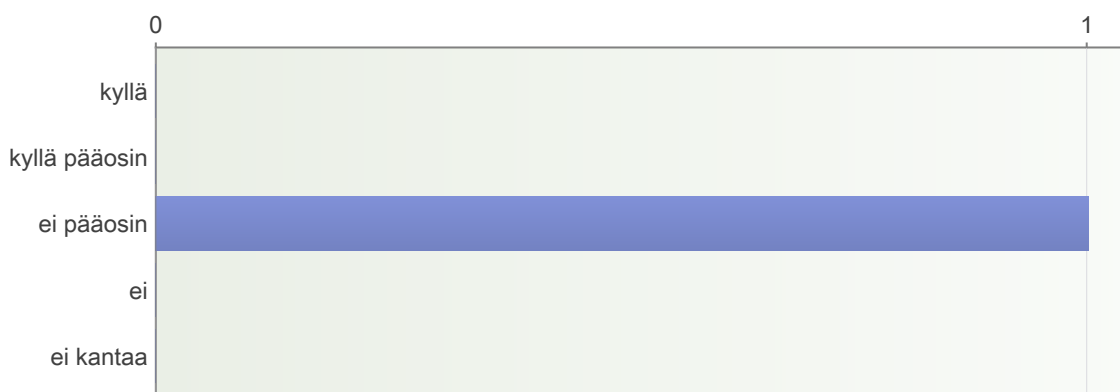 0 1
kyllä
kyllä pääosin
ei pääosin
ei
ei kantaa